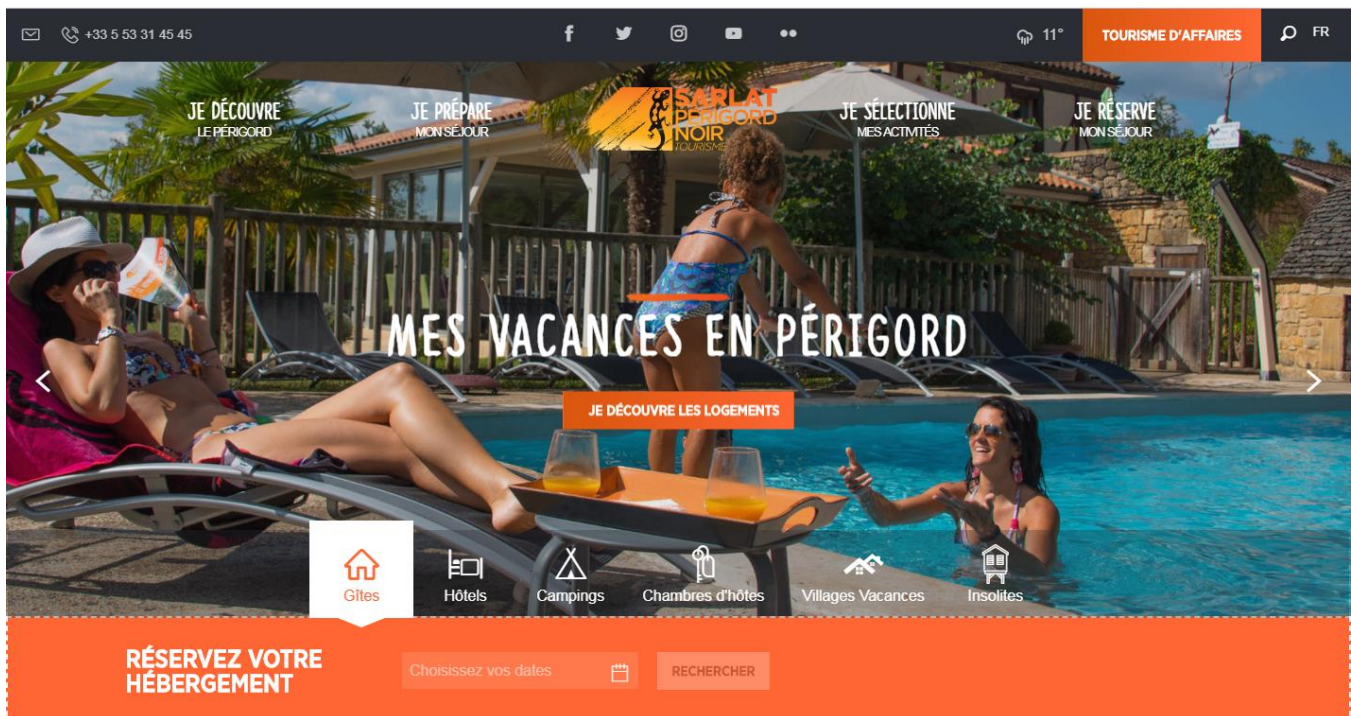 +33 5 53 31 45 45
11°
TOURISME D'AFFAIRES
FR
JE DÉCOUVRE
LE PÉRIGORD
JE PRÉPARE
MON SÉJOUR
SARLAT
PÉRIGORD
NOIR
TOURISME
JE SÉLECTIONNE
MES ACTIVITÉS
JE RÉSERVE
MON SÉJOUR
MES VACANCES EN PÉRIGORD
JE DÉCOUVRE LES LOGEMENTS
Gîtes
Hôtels
Campings
Chambres d'hôtes
Villages Vacances
Insolites
RÉSERVEZ VOTRE
HÉBERGEMENT
Choisissez vos dates
RECHERCHER